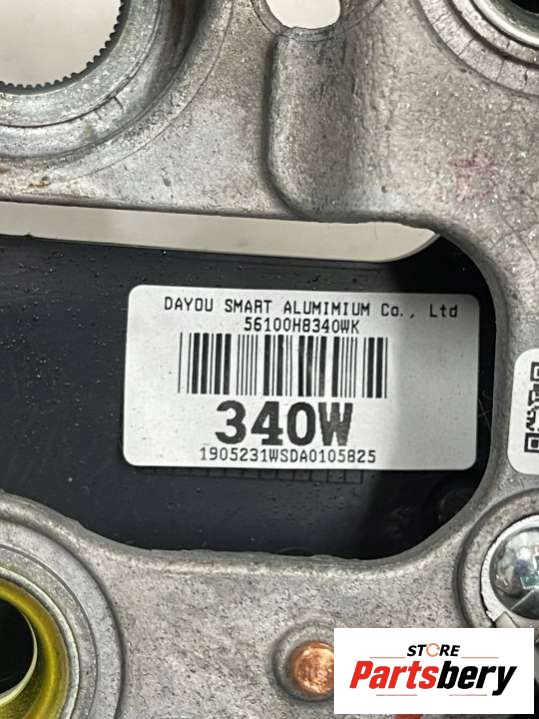 DAYOU SMART ALUMIMIUM Co., Ltd
56100H8340WK
340W
1905231WSDA0105825
STORE
Partsbery